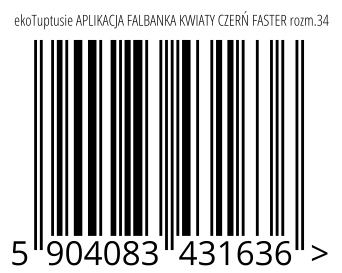 ekoTuptusie APLIKACJA FALBANKA KWIATY CZERŃ FASTER rozm.34
5 904083 431636 >